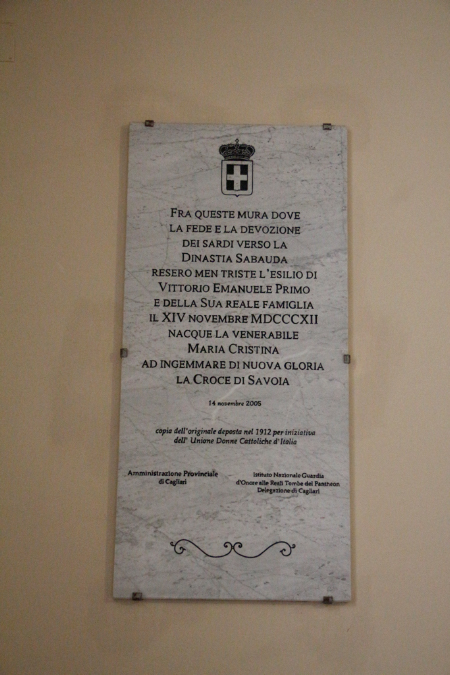 FRA QUESTE MURA DOVE
LA FEDE E LA DEVOZIONE
DEI SARDI VERSO LA
DINASTIA SABAUDA
RESERO MEN TRISTE L'ESILIO DI
VITTORIO EMANUELE PRIMO
E DELLA SUA REALE FAMIGLIA
IL XIV NOVEMBRE MDCCCXII
NACQUE LA VENERABILE
MARIA CRISTINA
AD INGEMMARE DI NUOVA GLORIA
LA CROCE DI SAVOIA
14 novembre 2005
copia dell'originale deposta nel 1912 per iniziativa
dell' Unione Donne Cattoliche d'Italia
Amministrazione Provinciale
di Cagliari
Istituto Nazionale Guardia
d'Onore alle Reali Tombe del Pantheon
Delegazione di Cagliari